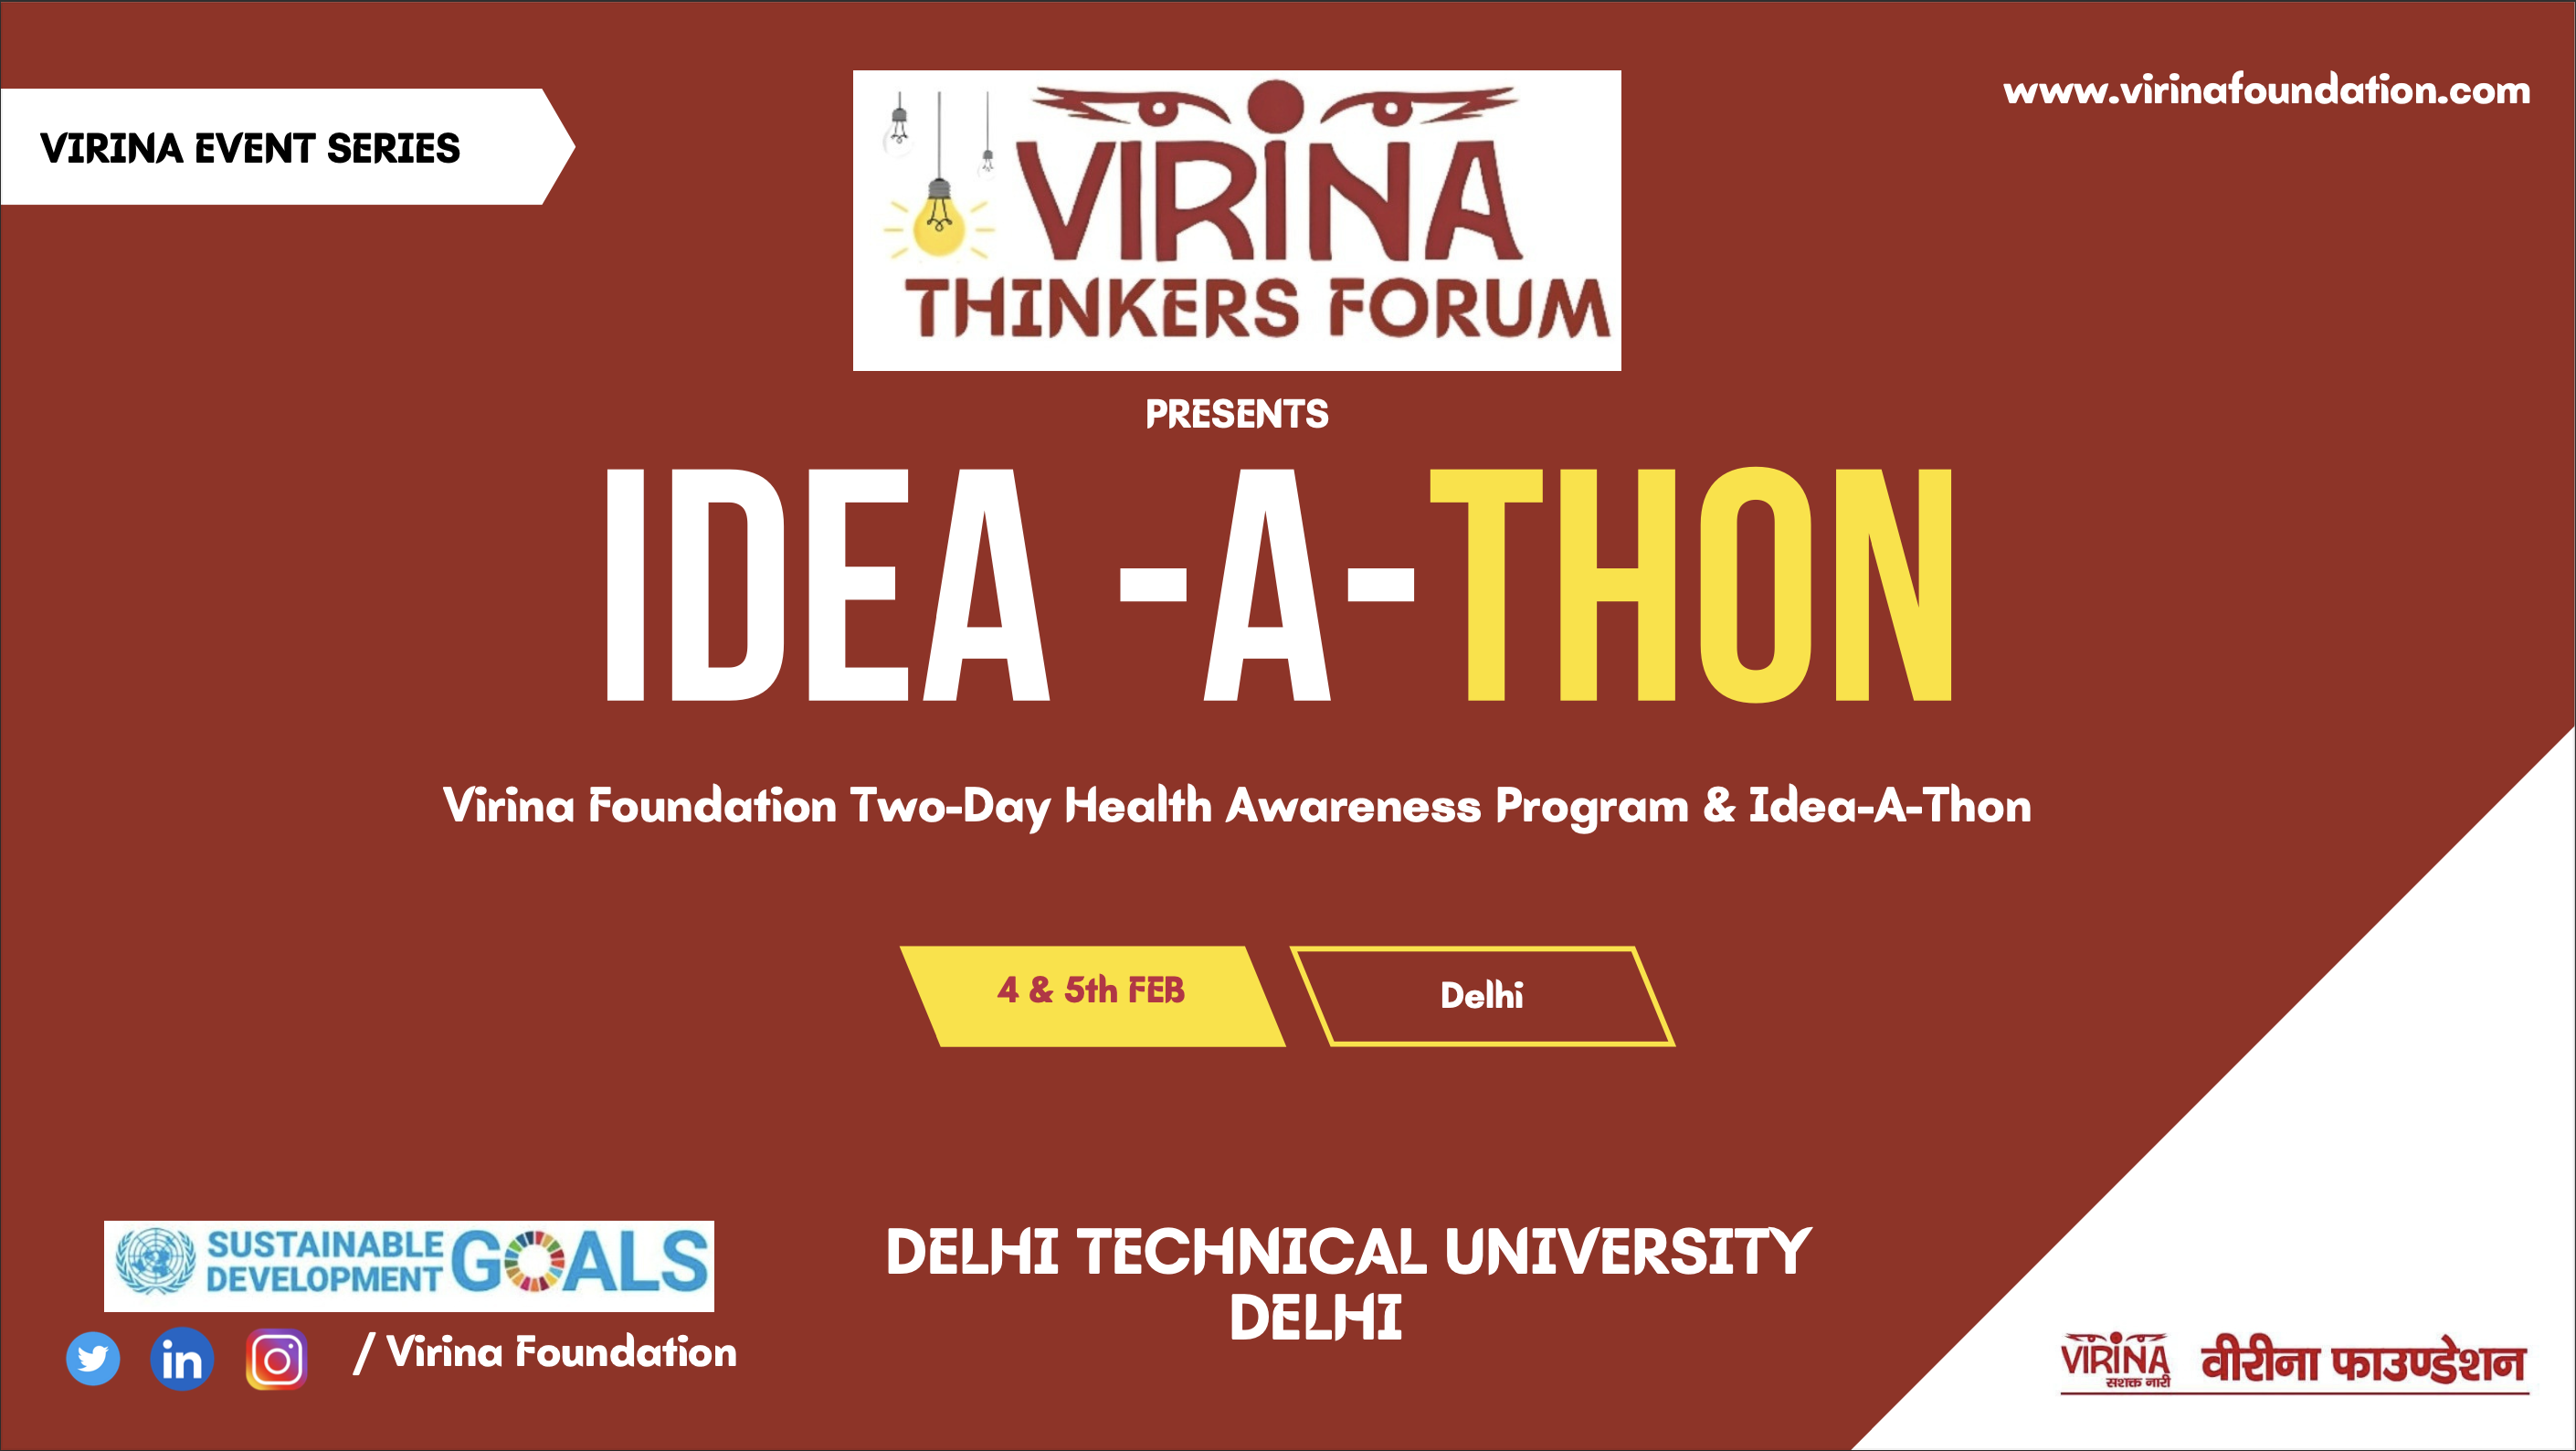 VIRINA EVENT SERIES
www.virinafoundation.com
VIRINA
THINKERS FORUM
PRESENTS
IDEA -A-THON
Virina Foundation Two-Day Health Awareness Program & Idea-A-Thon
4 & 5th FEB
Delhi
SUSTAINABLE
DEVELOPMENT
GOALS
DELHI TECHNICAL UNIVERSITY
DELHI
in
/ Virina Foundation
VIRINA
सशक्त नारी
वीरीना फाउण्डेशन